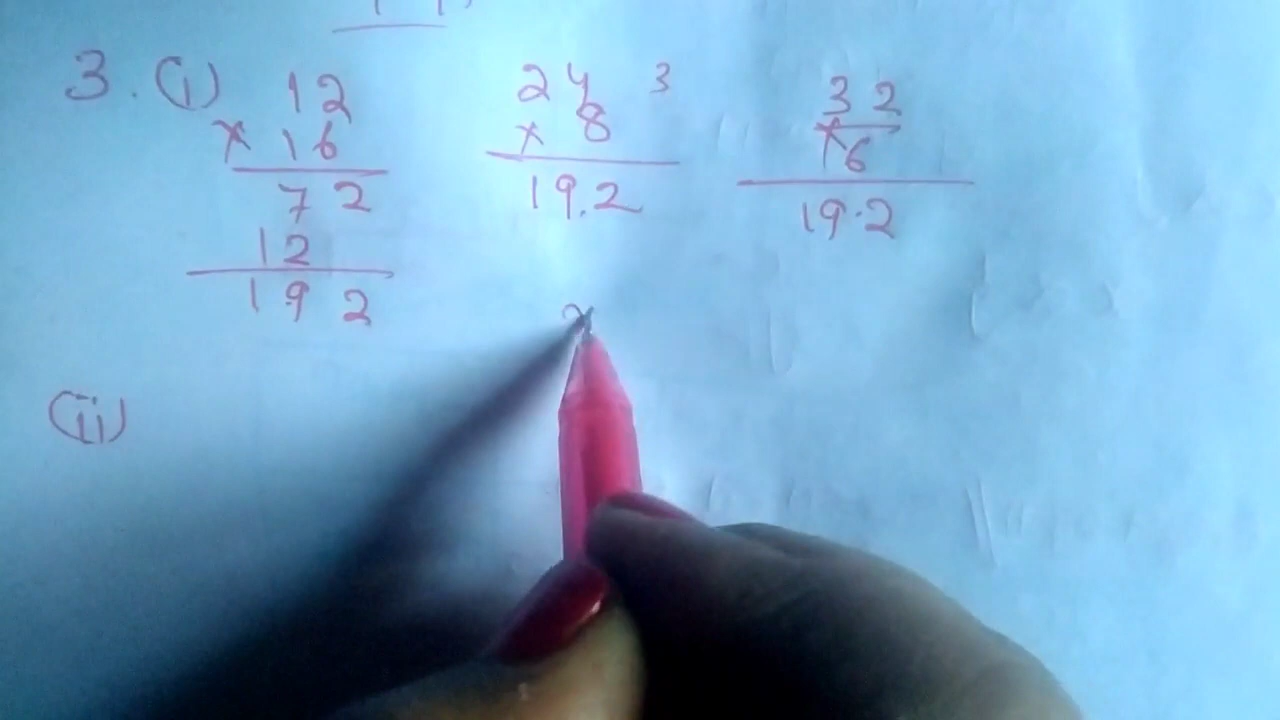 3. (i) 12 24 3 32
× 16 × 8 × 6
72 19.2 19.2
12
192
(ii)